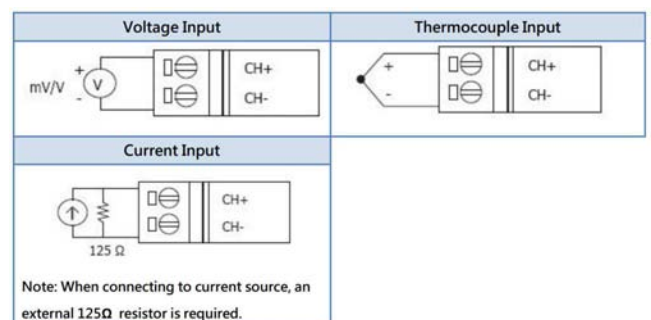 Voltage Input
Thermocouple Input
+
mV/V
V
-
CH+
CH-
+
-
CH+
CH-
Current Input
CH+
CH-
125 Ω
Note: When connecting to current source, an
external 125Ω resistor is required.